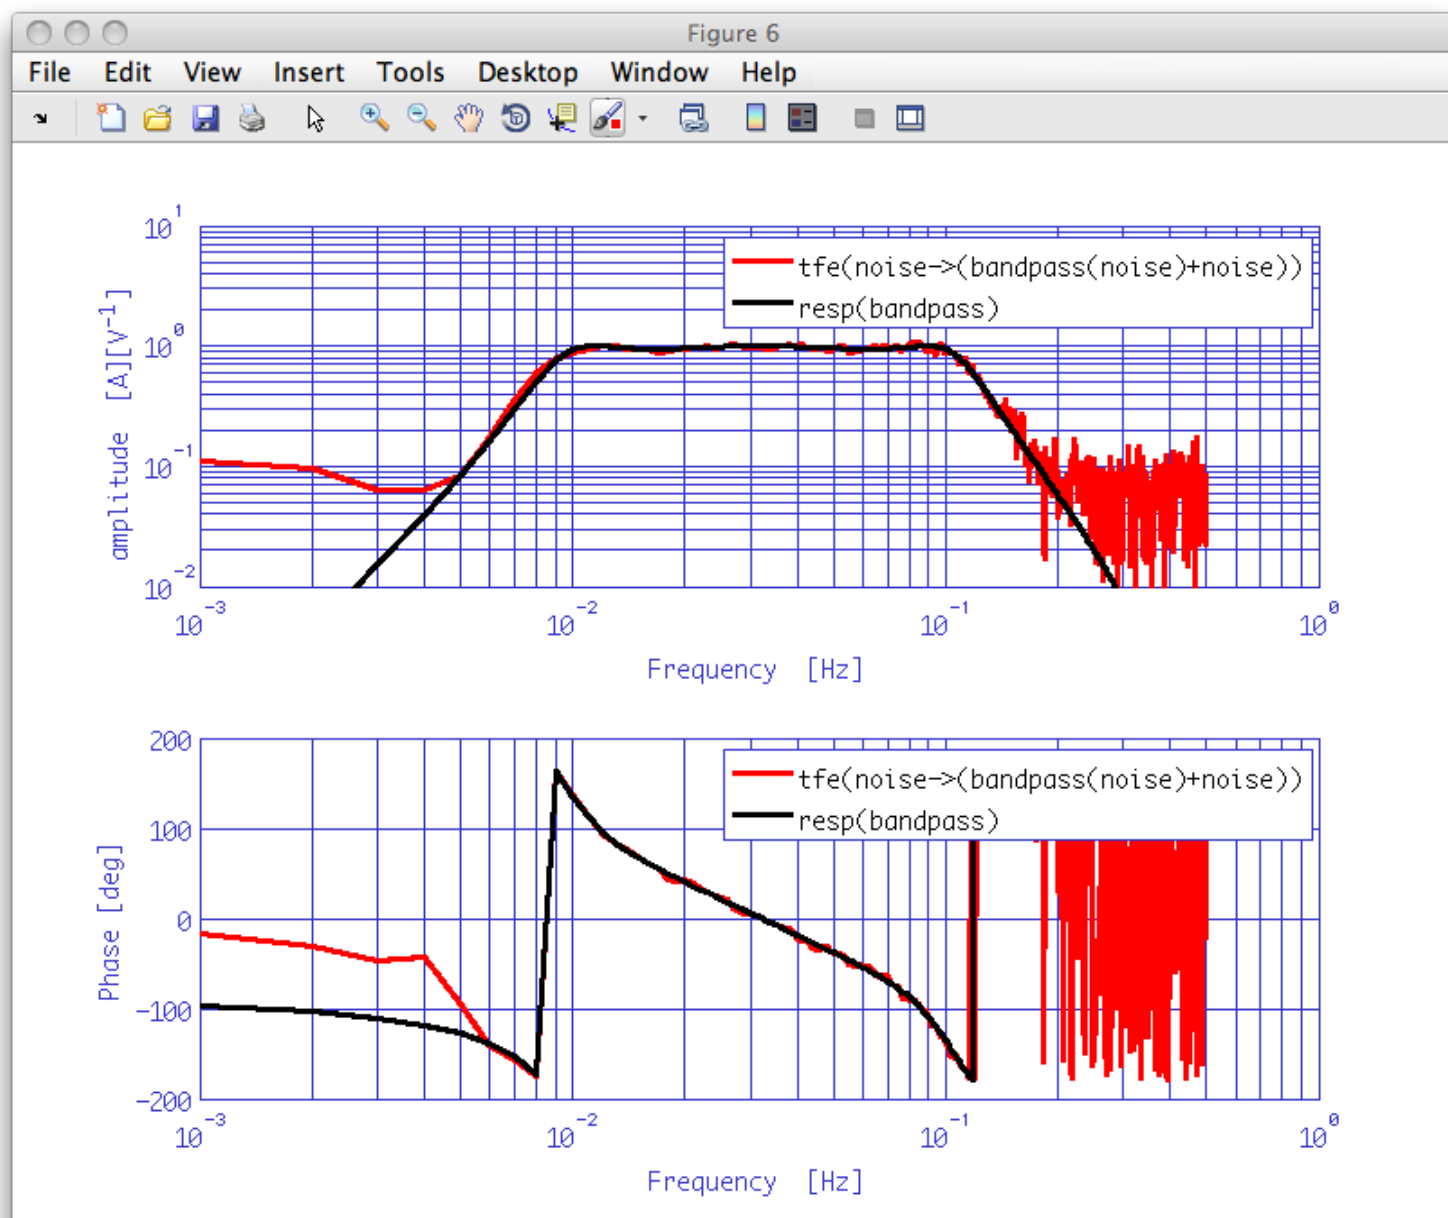 Figure 6
File Edit View Insert Tools Desktop Window Help
10^1
tfe(noise->(bandpass(noise)+noise))
resp(bandpass)
10^0
10^-1
10^-2
amplitude [A][V^-1]
10^-3 10^-2 10^-1 10^0
Frequency [Hz]
200
tfe(noise->(bandpass(noise)+noise))
resp(bandpass)
100
0
-100
-200
Phase [deg]
10^-3 10^-2 10^-1 10^0
Frequency [Hz]